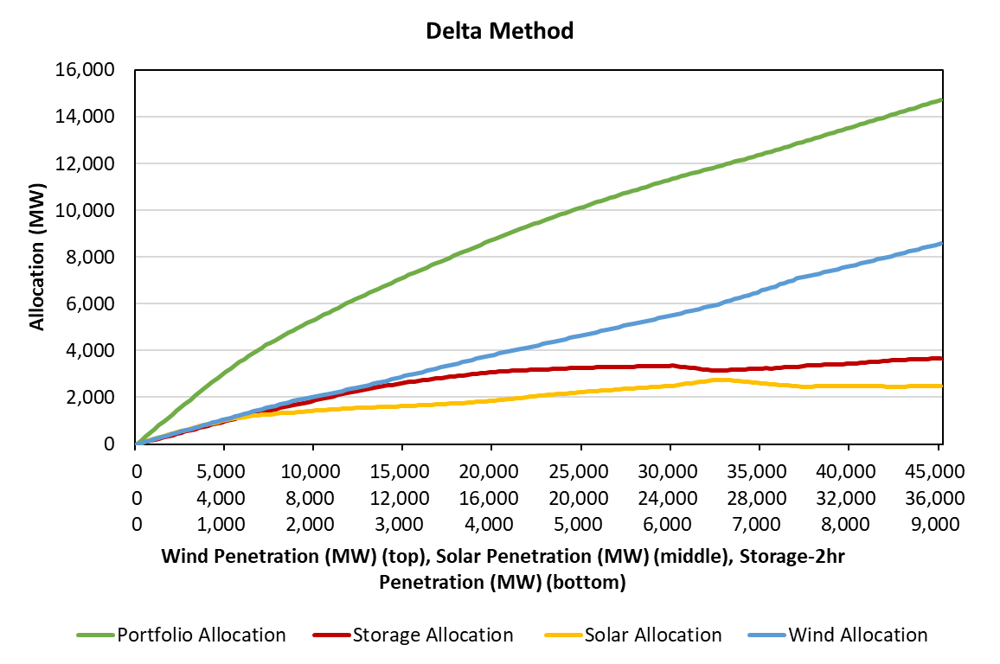 Delta Method
16,000
14,000
12,000
10,000
8,000
6,000
4,000
2,000
0
Allocation (MW)
0 5,000 10,000 15,000 20,000 25,000 30,000 35,000 40,000 45,000
0 4,000 8,000 12,000 16,000 20,000 24,000 28,000 32,000 36,000
0 1,000 2,000 3,000 4,000 5,000 6,000 7,000 8,000 9,000
Wind Penetration (MW) (top), Solar Penetration (MW) (middle), Storage-2hr
Penetration (MW) (bottom)
Portfolio Allocation Storage Allocation Solar Allocation Wind Allocation